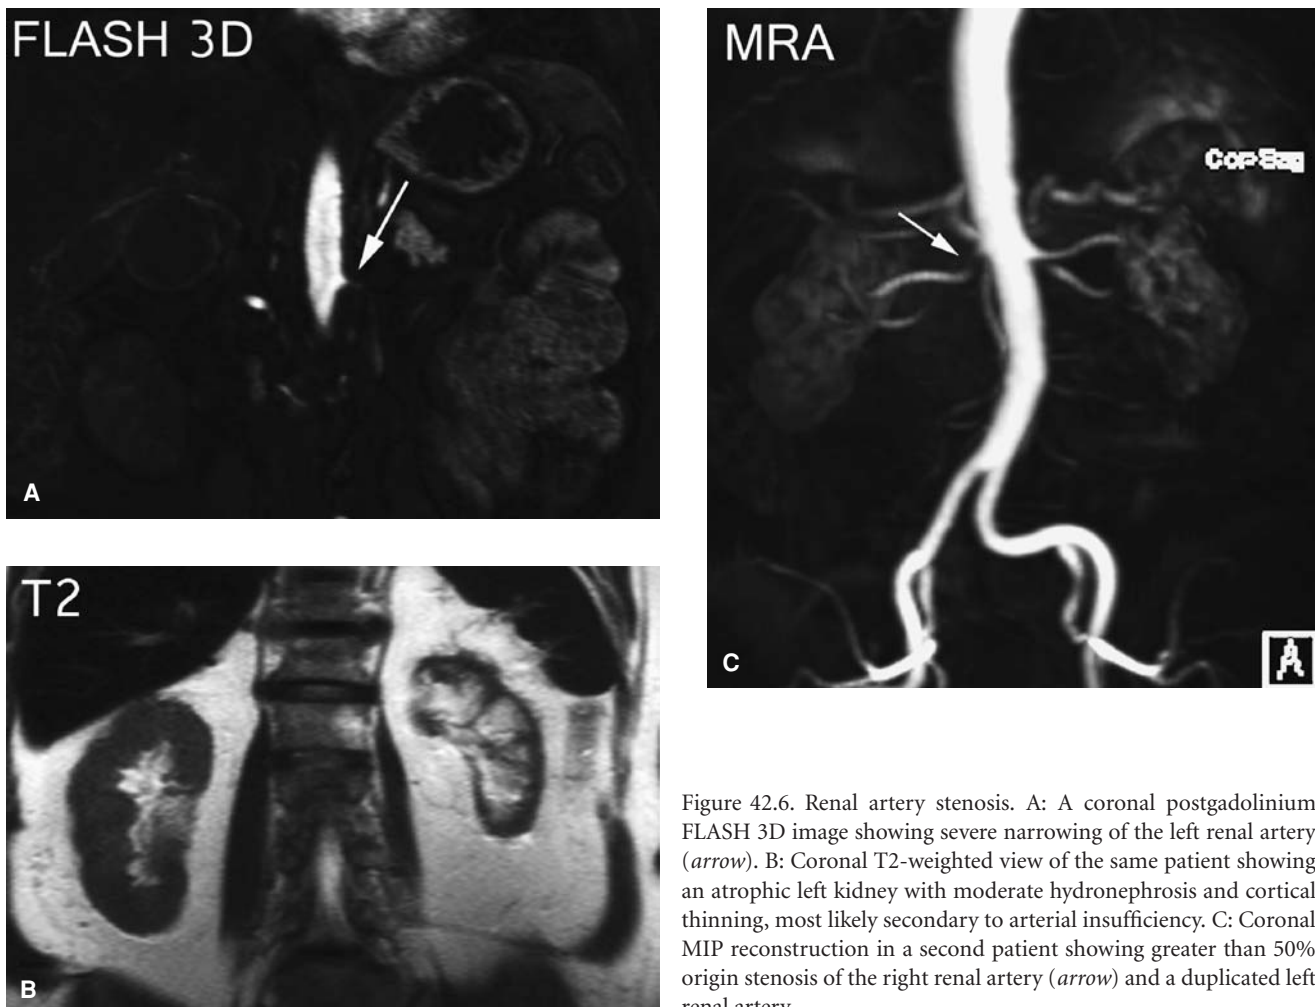 FLASH 3D
A
T2
B
MRA
Cor>Sag
C
A
Figure 42.6. Renal artery stenosis. A: A coronal postgadolinium
FLASH 3D image showing severe narrowing of the left renal artery
(arrow). B: Coronal T2-weighted view of the same patient showing
an atrophic left kidney with moderate hydronephrosis and cortical
thinning, most likely secondary to arterial insufficiency. C: Coronal
MIP reconstruction in a second patient showing greater than 50%
origin stenosis of the right renal artery (arrow) and a duplicated left
renal artery